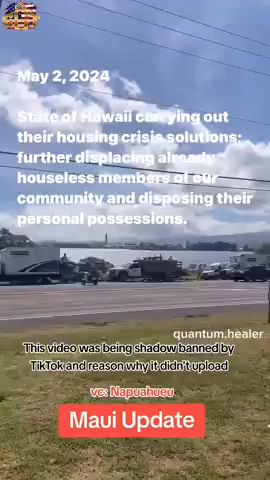 May 2, 2024
State of Hawaii carrying out
their housing crisis solutions;
further displacing already
houseless members of our
community and disposing their
personal possessions.
quantum.healer
This video was being shadow banned by
TikTok and reason why it didn't upload
vc: Napuahueu
Maui Update